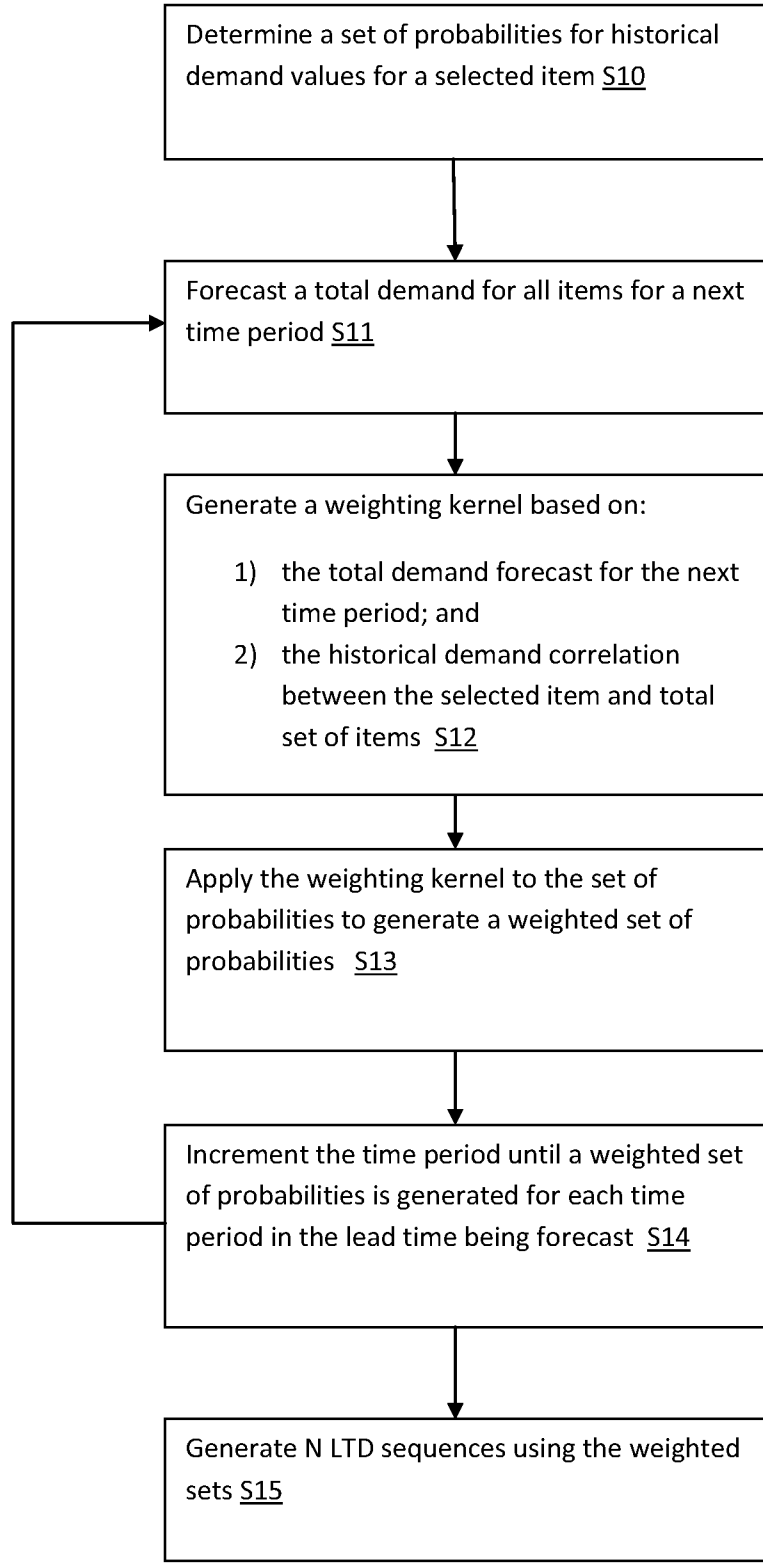 Determine a set of probabilities for historical
demand values for a selected item S10
Forecast a total demand for all items for a next
time period S11
Generate a weighting kernel based on:
1) the total demand forecast for the next
time period; and
2) the historical demand correlation
between the selected item and total
set of items S12
Apply the weighting kernel to the set of
probabilities to generate a weighted set of
probabilities S13
Increment the time period until a weighted set
of probabilities is generated for each time
period in the lead time being forecast S14
Generate N LTD sequences using the weighted
sets S15